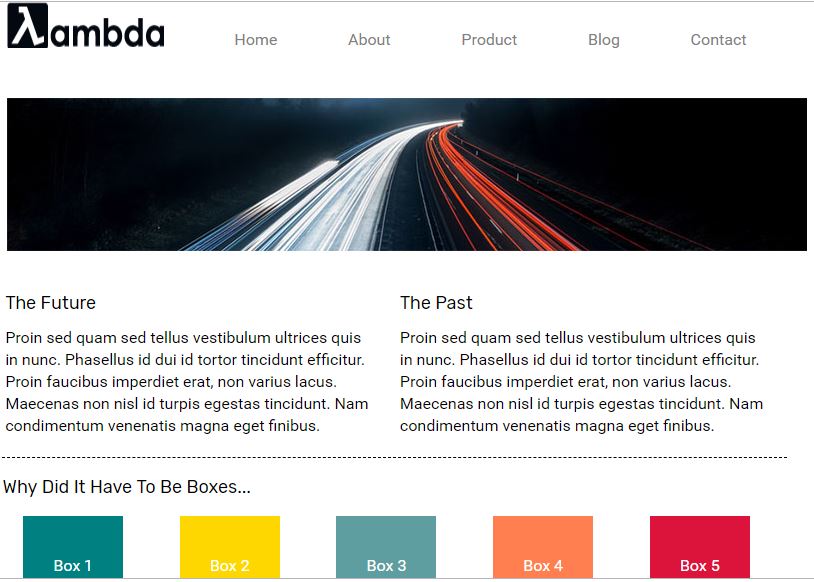 λambda
Home About Product Blog Contact
The Future
Proin sed quam sed tellus vestibulum ultrices quis
in nunc. Phasellus id dui id tortor tincidunt efficitur.
Proin faucibus imperdiet erat, non varius lacus.
Maecenas non nisl id turpis egestas tincidunt. Nam
condimentum venenatis magna eget finibus.
The Past
Proin sed quam sed tellus vestibulum ultrices quis
in nunc. Phasellus id dui id tortor tincidunt efficitur.
Proin faucibus imperdiet erat, non varius lacus.
Maecenas non nisl id turpis egestas tincidunt. Nam
condimentum venenatis magna eget finibus.
Why Did It Have To Be Boxes...
Box 1 Box 2 Box 3 Box 4 Box 5